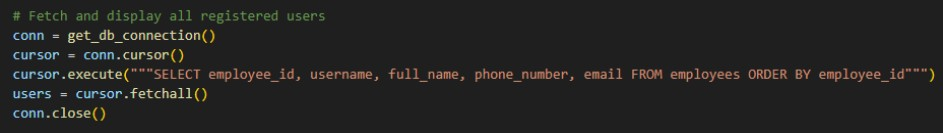 # Fetch and display all registered users
conn = get_db_connection()
cursor = conn.cursor()
cursor.execute("""SELECT employee_id, username, full_name, phone_number, email FROM employees ORDER BY employee_id""")
users = cursor.fetchall()
conn.close()